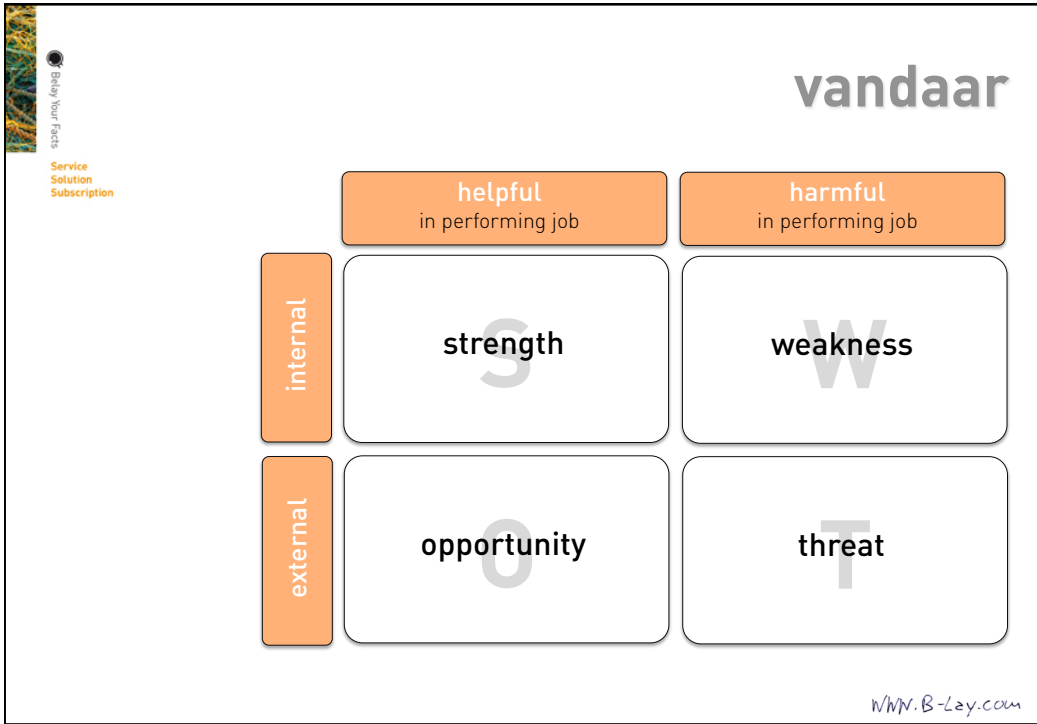 Belay Your Facts
Service
Solution
Subscription
vandaar
helpful
in performing job
harmful
in performing job
internal
S
strength
W
weakness
external
O
opportunity
T
threat
WWW.B-Lay.com